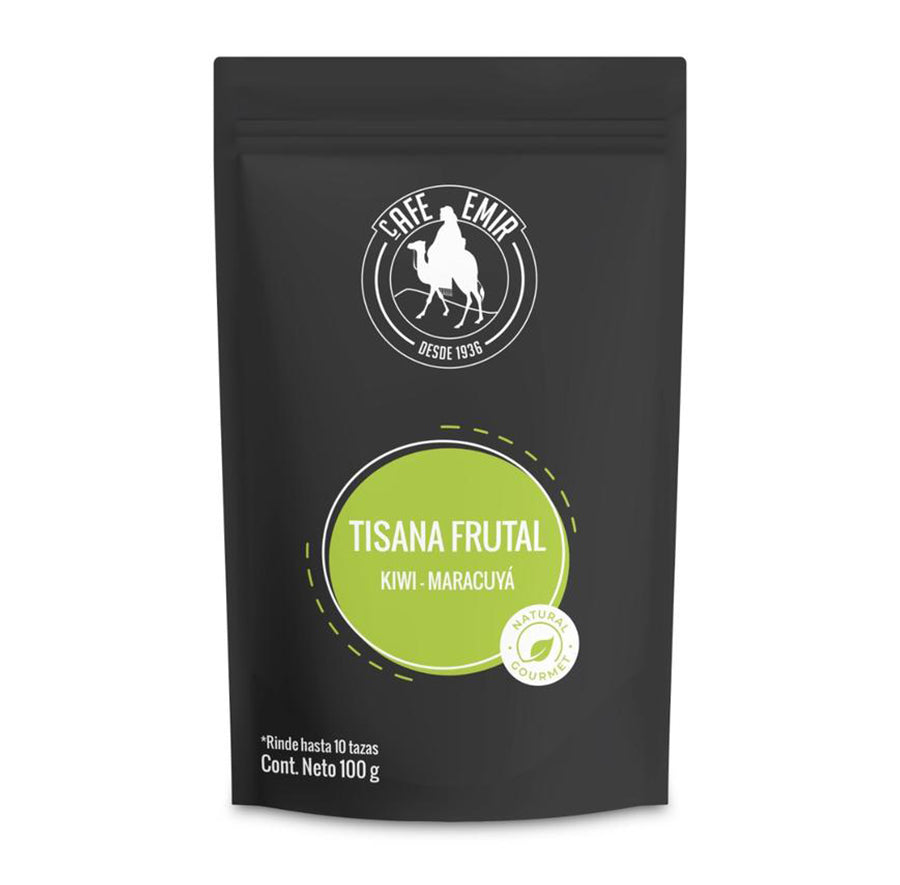 CAFE EMIR
DESDE 1936
TISANA FRUTAL
KIWI - MARACUYÁ
NATURAL
GOURMET
*Rinde hasta 10 tazas
Cont. Neto 100 g